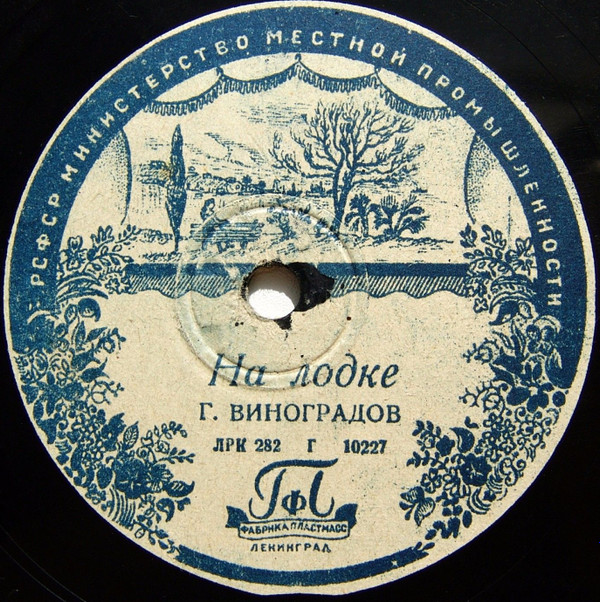 РСФСР МИНИСТЕРСТВО МЕСТНОЙ ПРОМЫШЛЕННОСТИ
На лодке
Г. ВИНОГРАДОВ
ЛРК 282 Г 10227
ГфП
ФАБРИКА ПЛАСТМАСС
ЛЕНИНГРАД